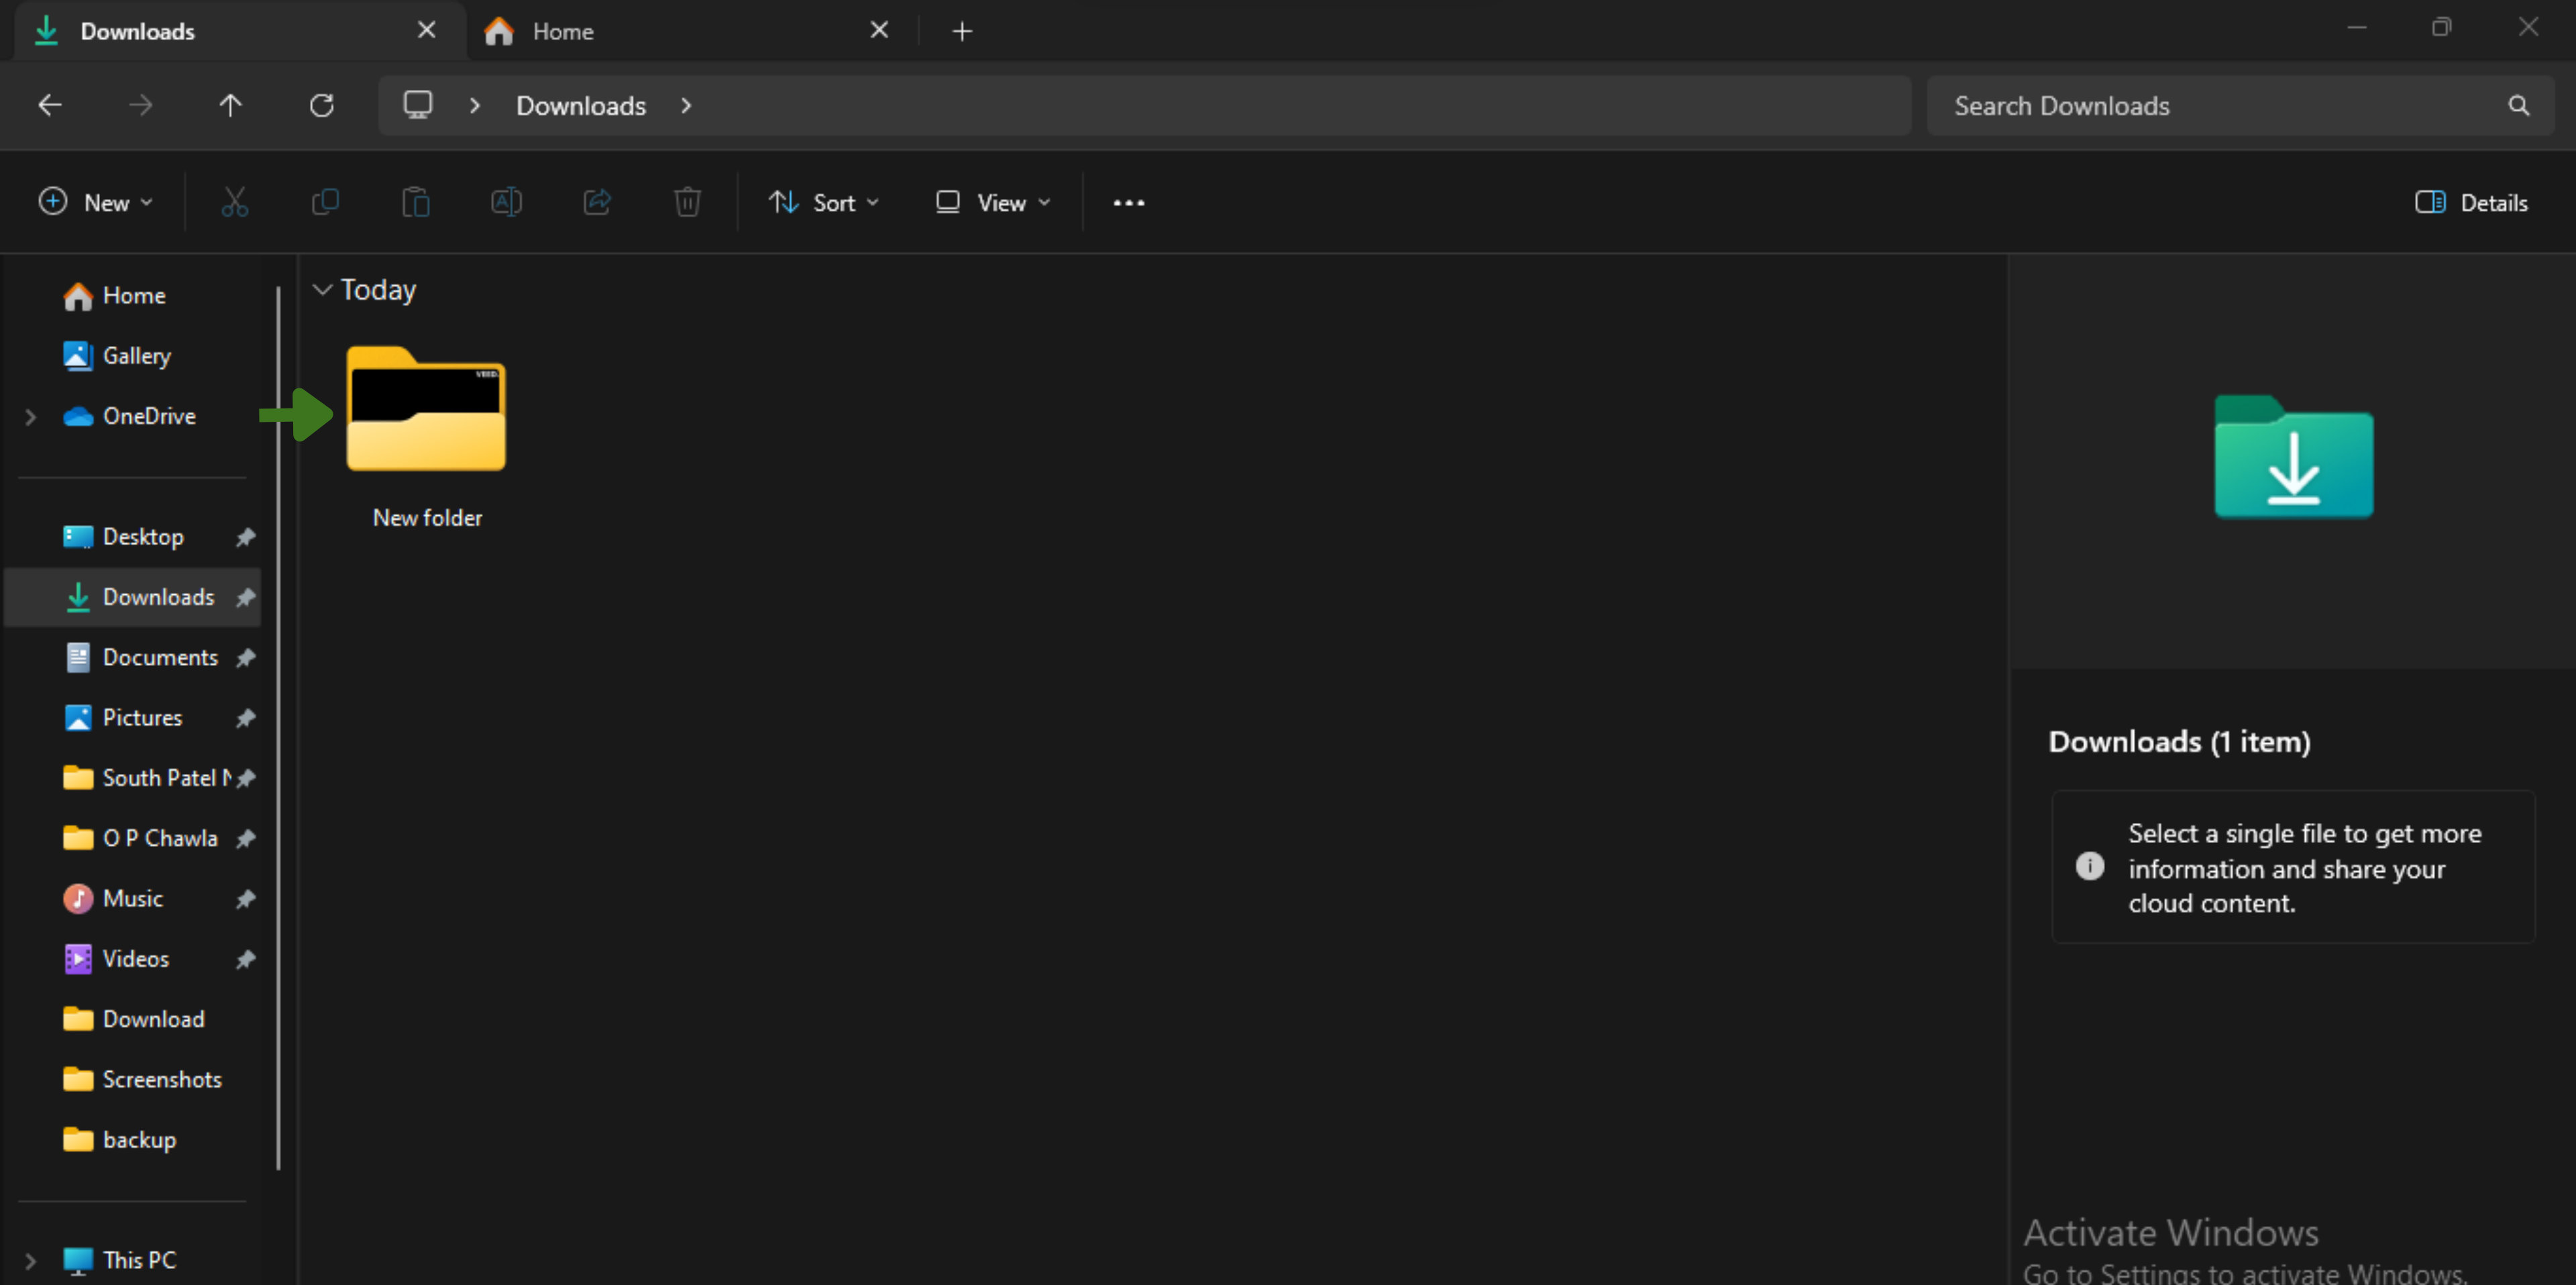 Downloads
Home
Downloads
Search Downloads
New
Sort
View
Details
Home
Gallery
OneDrive
Desktop
Downloads
Documents
Pictures
South Patel
O P Chawla
Music
Videos
Download
Screenshots
backup
This PC
Today
New folder
Downloads (1 item)
Select a single file to get more
information and share your
cloud content.
Activate Windows
Go to Settings to activate Windows.